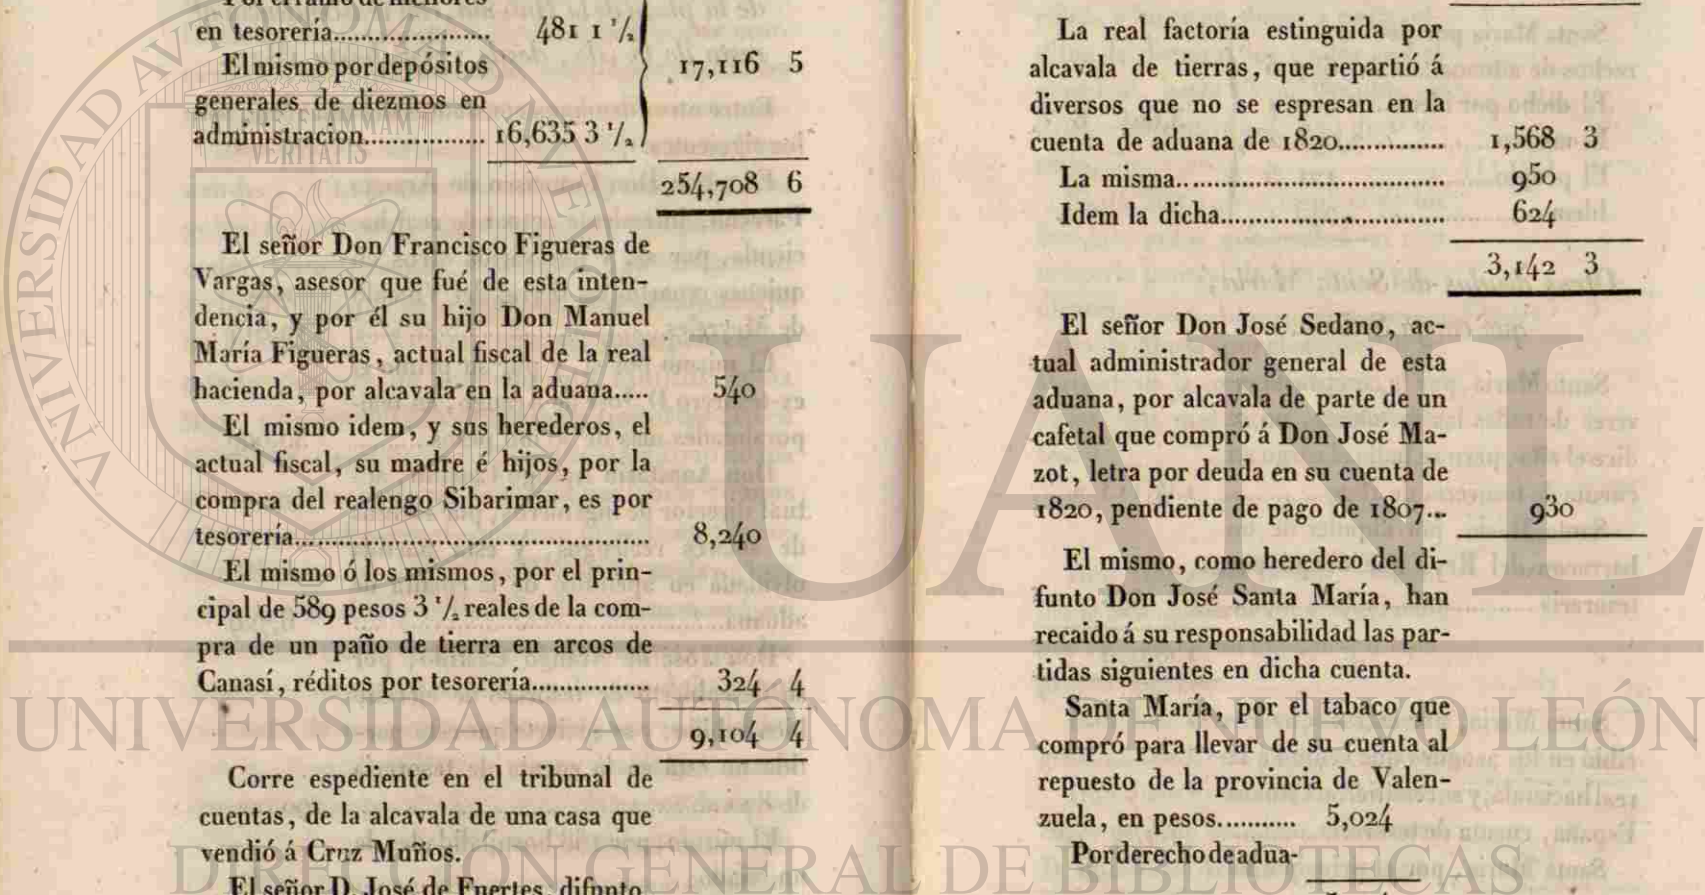 en tesorería...................... 481 1 1/2
El mismo por depósitos
17,116 5
generales de diezmos en
administracion................. 16,635 3 1/2
254,708 6
El señor Don Francisco Figueras de
Vargas, asesor que fué de esta inten-
dencia, y por él su hijo Don Manuel
María Figueras, actual fiscal de la real
hacienda, por alcavala en la aduana..... 540
El mismo idem, y sus herederos, el
actual fiscal, su madre é hijos, por la
compra del realengo Sibarimar, es por
tesorería.................................................. 8,240
El mismo ó los mismos, por el prin-
cipal de 589 pesos 3 1/2 reales de la com-
pra de un paño de tierra en arcos de
Canasí, réditos por tesorería................. 324 4
9,104 4
Corre espediente en el tribunal de
cuentas, de la alcavala de una casa que
vendió á Cruz Muños.
El señor D. José de Fuertes, difunto,
La real factoría estinguida por
alcavala de tierras, que repartió á
diversos que no se espresan en la
cuenta de aduana de 1820............... 1,568 3
La misma...................................... 950
Idem la dicha................................ 624
3,142 3
El señor Don José Sedano, ac-
tual administrador general de esta
aduana, por alcavala de parte de un
cafetal que compró á Don José Ma-
zot, letra por deuda en su cuenta de
1820, pendiente de pago de 1807... 930
El mismo, como heredero del di-
funto Don José Santa María, han
recaido á su responsabilidad las par-
tidas siguientes en dicha cuenta.
Santa María, por el tabaco que
compró para llevar de su cuenta al
repuesto de la provincia de Valen-
zuela, en pesos........... 5,024
Por derecho de adua-
UANL
UNIVERSIDAD AUTÓNOMA DE NUEVO LEÓN
DIRECCIÓN GENERAL DE BIBLIOTECAS
UNIVERSIDAD AUTÓNOMA DE NUEVO LEÓN
VERITATIS